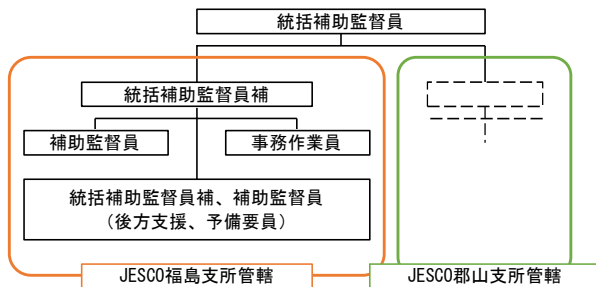 統括補助監督員
統括補助監督員補
補助監督員
事務作業員
統括補助監督員補、補助監督員
（後方支援、予備要員）
JESCO福島支所管轄
JESCO郡山支所管轄